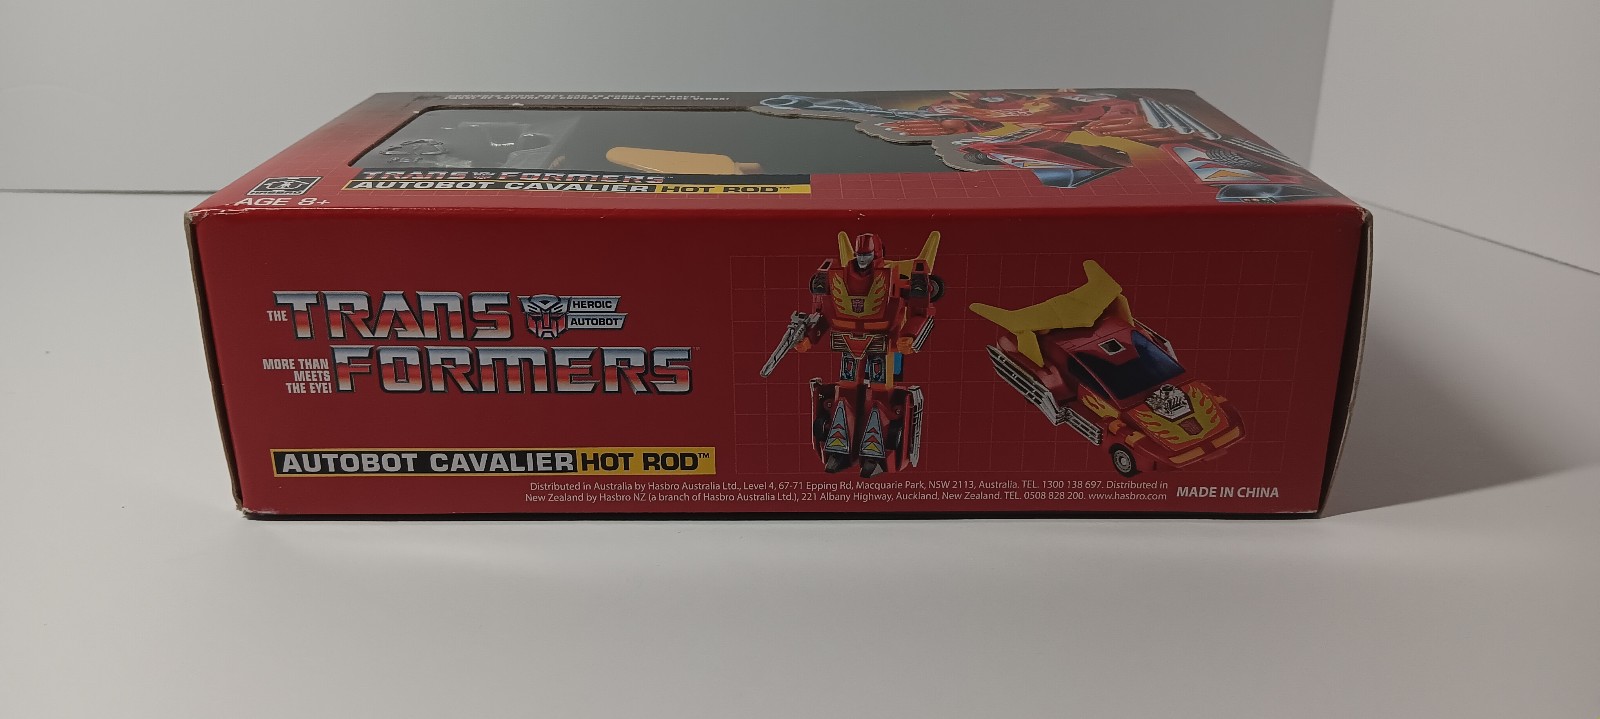 TRANSFORMERS
AUTOBOT CAVALIER HOT ROD™
AGE 8+
THE TRANS
HEROIC
AUTOBOT
FORMERS™
MORE THAN
MEETS
THE EYE!
AUTOBOT CAVALIER HOT ROD™
Distributed in Australia by Hasbro Australia Ltd., Level 4, 67-71 Epping Rd, Macquarie Park, NSW 2113, Australia. TEL. 1300 138 697. Distributed in
New Zealand by Hasbro NZ (a branch of Hasbro Australia Ltd.), 221 Albany Highway, Auckland, New Zealand. TEL. 0508 828 200. www.hasbro.com
MADE IN CHINA